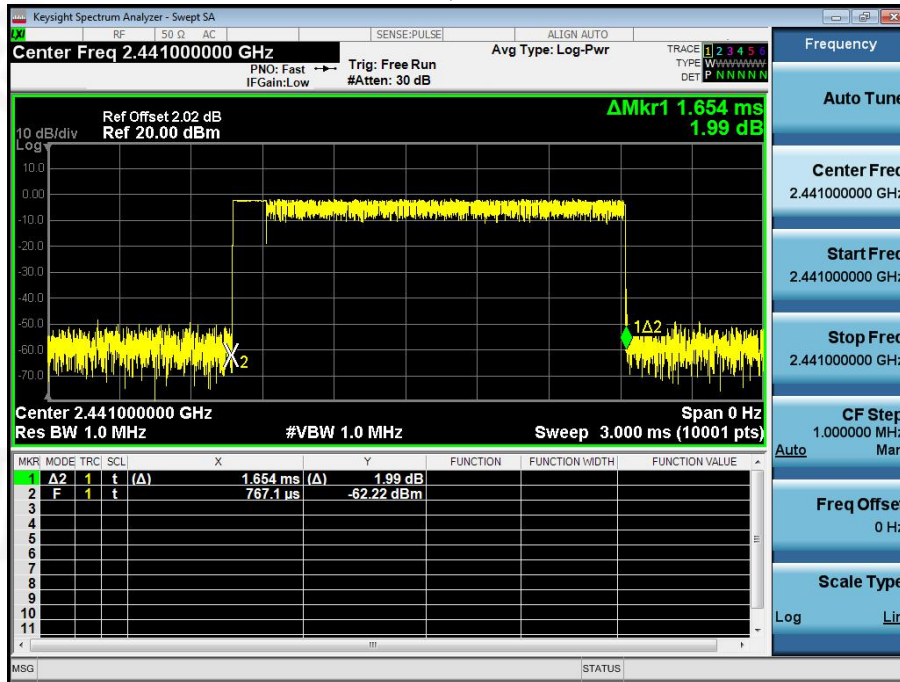 Keysight Spectrum Analyzer - Swept SA
LXI RF 50 Ω AC SENSE:PULSE ALIGN AUTO
Center Freq 2.441000000 GHz
PNO: Fast
IFGain:Low
Trig: Free Run
#Atten: 30 dB
Avg Type: Log-Pwr
TRACE 1 2 3 4 5 6
TYPE WWWWWWW
DET P N N N N N
Frequency
ΔMkr1 1.654 ms
1.99 dB
Ref Offset 2.02 dB
10 dB/div Ref 20.00 dBm
Log
10.0
0.00
-10.0
-20.0
-30.0
-40.0
-50.0
-60.0
-70.0
1Δ2
2
Center 2.441000000 GHz Span 0 Hz
Res BW 1.0 MHz #VBW 1.0 MHz Sweep 3.000 ms (10001 pts)
MKR MODE TRC SCL X Y FUNCTION FUNCTION WIDTH FUNCTION VALUE
1 Δ2 1 t (Δ) 1.654 ms (Δ) 1.99 dB
2 F 1 t 767.1 µs -62.22 dBm
3
4
5
6
7
8
9
10
11
MSG STATUS
Auto Tune
Center Freq
2.441000000 GHz
Start Freq
2.441000000 GHz
Stop Freq
2.441000000 GHz
CF Step
1.000000 MHz
Auto Man
Freq Offset
0 Hz
Scale Type
Log Lin